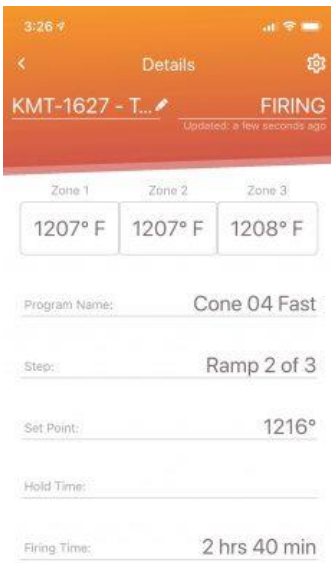 3:26
Details
KMT-1627 - T... FIRING
Updated: a few seconds ago
Zone 1 Zone 2 Zone 3
1207° F 1207° F 1208° F
Program Name: Cone 04 Fast
Step: Ramp 2 of 3
Set Point: 1216°
Hold Time:
Firing Time: 2 hrs 40 min